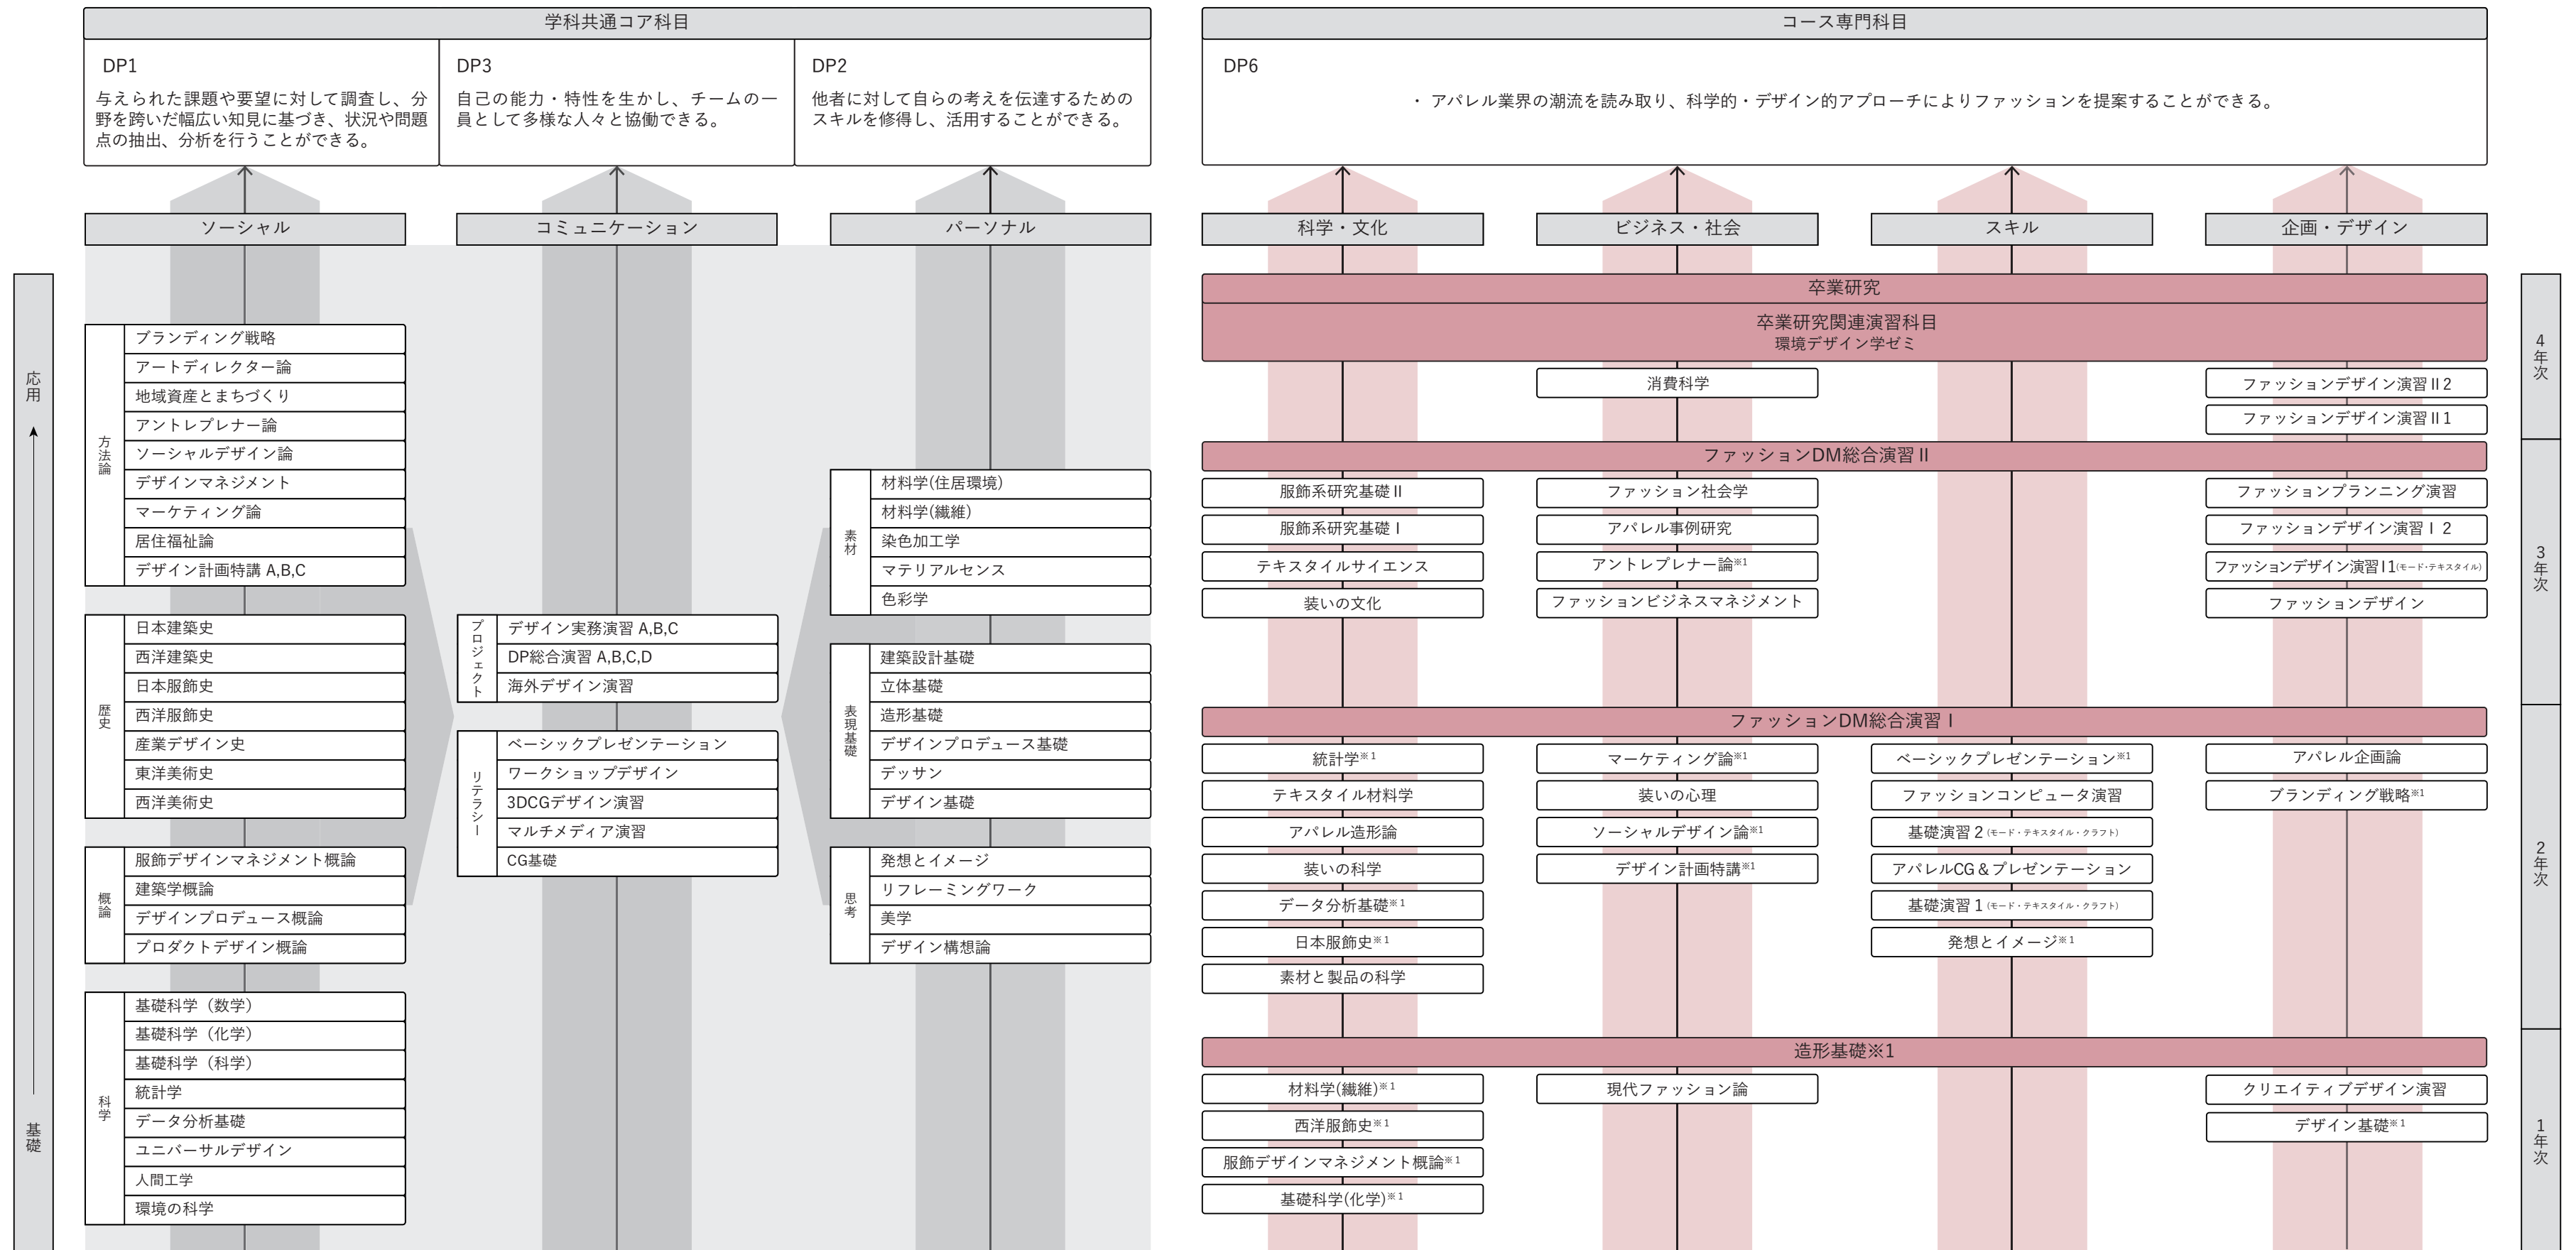 学科共通コア科目
DP1
与えられた課題や要望に対して調査し、分
野を跨いだ幅広い知見に基づき、状況や問題
点の抽出、分析を行うことができる。
DP3
自己の能力・特性を生かし、チームの一
員として多様な人々と協働できる。
DP2
他者に対して自らの考えを伝達するための
スキルを修得し、活用することができる。
コース専門科目
DP6
・ アパレル業界の潮流を読み取り、科学的・デザイン的アプローチによりファッションを提案することができる。
応用
基礎
ソーシャル
方法論
ブランディング戦略
アートディレクター論
地域資産とまちづくり
アントレプレナー論
ソーシャルデザイン論
デザインマネジメント
マーケティング論
居住福祉論
デザイン計画特講 A,B,C
歴史
日本建築史
西洋建築史
日本服飾史
西洋服飾史
産業デザイン史
東洋美術史
西洋美術史
概論
服飾デザインマネジメント概論
建築学概論
デザインプロデュース概論
プロダクトデザイン概論
科学
基礎科学（数学）
基礎科学（化学）
基礎科学（科学）
統計学
データ分析基礎
ユニバーサルデザイン
人間工学
環境の科学
コミュニケーション
プロジェクト
デザイン実務演習 A,B,C
DP総合演習 A,B,C,D
海外デザイン演習
リテラシー
ベーシックプレゼンテーション
ワークショップデザイン
3DCGデザイン演習
マルチメディア演習
CG基礎
パーソナル
素材
材料学(住居環境)
材料学(繊維)
染色加工学
マテリアルセンス
色彩学
表現基礎
建築設計基礎
立体基礎
造形基礎
デザインプロデュース基礎
デッサン
デザイン基礎
思考
発想とイメージ
リフレーミングワーク
美学
デザイン構想論
科学・文化
ビジネス・社会
スキル
企画・デザイン
卒業研究
卒業研究関連演習科目
環境デザイン学ゼミ
4年次
消費科学
ファッションデザイン演習Ⅱ2
ファッションデザイン演習Ⅱ1
ファッションDM総合演習Ⅱ
3年次
服飾系研究基礎Ⅱ
服飾系研究基礎Ⅰ
テキスタイルサイエンス
装いの文化
ファッション社会学
アパレル事例研究
アントレプレナー論※1
ファッションビジネスマネジメント
ファッションプランニング演習
ファッションデザイン演習Ⅰ2
ファッションデザイン演習Ⅰ1(モード・テキスタイル)
ファッションデザイン
ファッションDM総合演習Ⅰ
2年次
統計学※1
テキスタイル材料学
アパレル造形論
装いの科学
データ分析基礎※1
日本服飾史※1
素材と製品の科学
マーケティング論※1
装いの心理
ソーシャルデザイン論※1
デザイン計画特講※1
ベーシックプレゼンテーション※1
ファッションコンピュータ演習
基礎演習2 (モード・テキスタイル・クラフト)
アパレルCG＆プレゼンテーション
基礎演習1 (モード・テキスタイル・クラフト)
発想とイメージ※1
アパレル企画論
ブランディング戦略※1
造形基礎※1
1年次
材料学(繊維)※1
西洋服飾史※1
服飾デザインマネジメント概論※1
基礎科学(化学)※1
現代ファッション論
クリエイティブデザイン演習
デザイン基礎※1